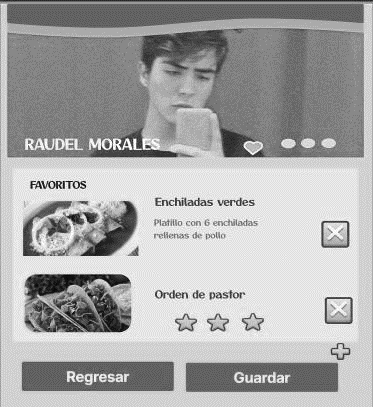 RAUDEL MORALES
FAVORITOS
Enchiladas verdes
Platillo con 6 enchiladas
rellenas de pollo
Orden de pastor
Regresar
Guardar